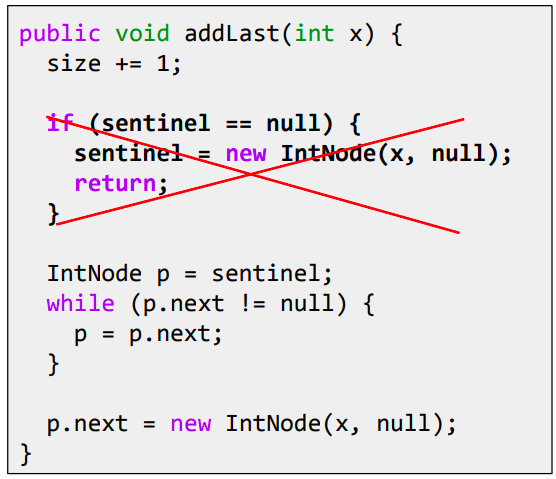 public void addLast(int x) {
  size += 1;

  if (sentinel == null) {
    sentinel = new IntNode(x, null);
    return;
  }

  IntNode p = sentinel;
  while (p.next != null) {
    p = p.next;
  }

  p.next = new IntNode(x, null);
}